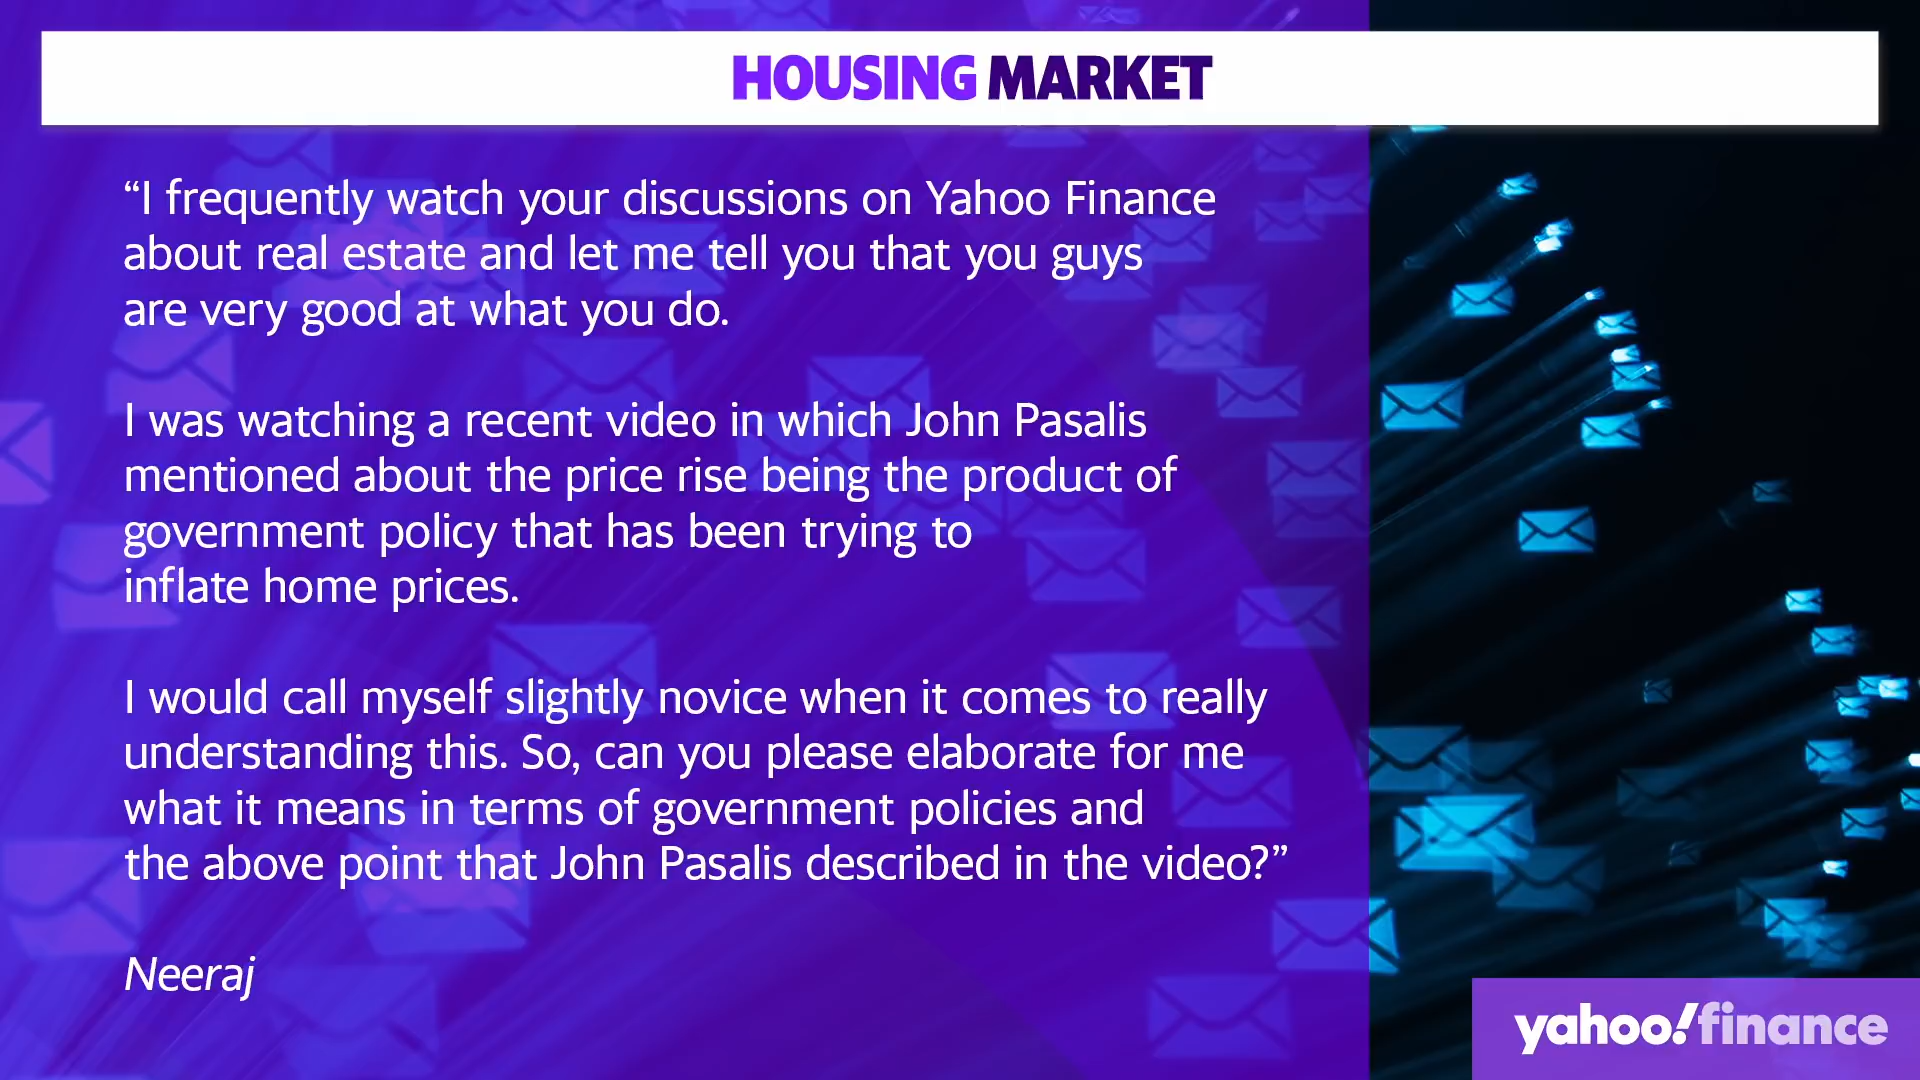 HOUSING MARKET
“I frequently watch your discussions on Yahoo Finance
about real estate and let me tell you that you guys
are very good at what you do.
I was watching a recent video in which John Pasalis
mentioned about the price rise being the product of
government policy that has been trying to
inflate home prices.
I would call myself slightly novice when it comes to really
understanding this. So, can you please elaborate for me
what it means in terms of government policies and
the above point that John Pasalis described in the video?”
Neeraj
yahoo!finance